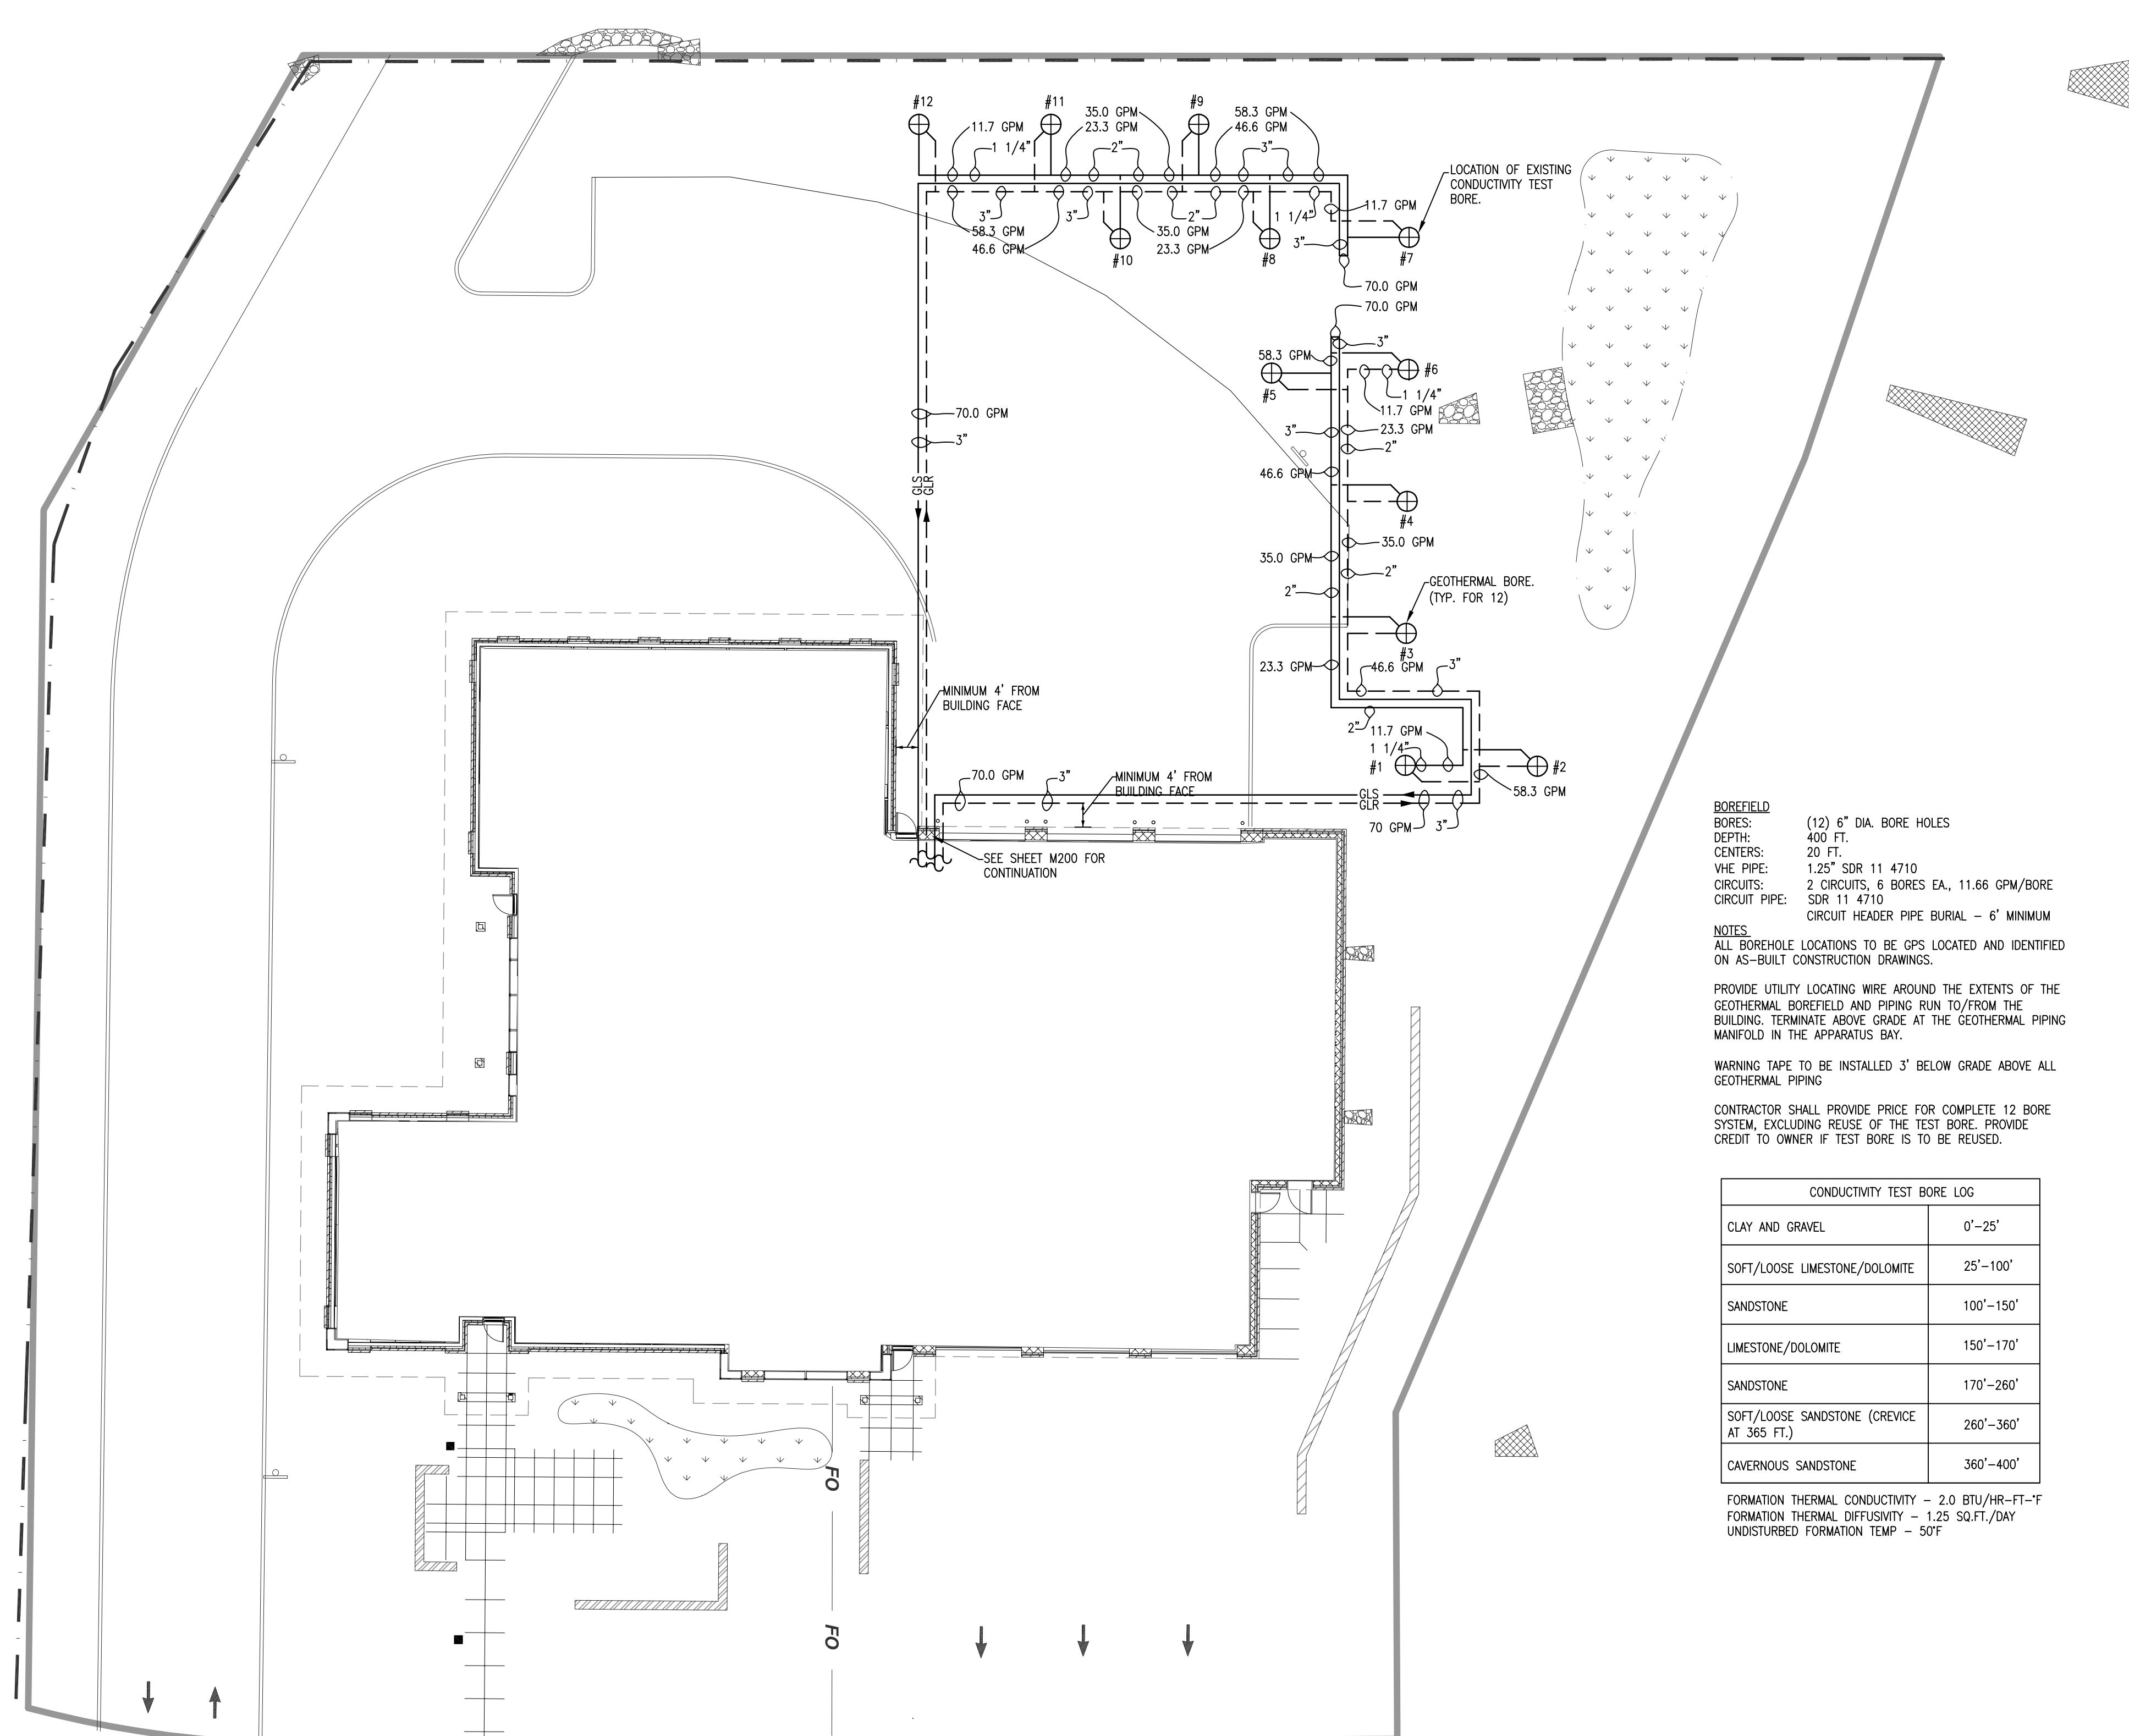 #12
#11
#9
35.0 GPM
58.3 GPM
11.7 GPM
23.3 GPM
46.6 GPM
1 1/4"
2"
3"
LOCATION OF EXISTING
CONDUCTIVITY TEST
BORE.
11.7 GPM
3"
3"
2"
1 1/4"
58.3 GPM
35.0 GPM
3"
46.6 GPM
23.3 GPM
#10
#8
#7
70.0 GPM
70.0 GPM
3"
58.3 GPM
#6
#5
1 1/4"
11.7 GPM
70.0 GPM
3"
23.3 GPM
3"
2"
46.6 GPM
GLS
GLR
#4
35.0 GPM
35.0 GPM
2"
2"
GEOTHERMAL BORE.
(TYP. FOR 12)
#3
23.3 GPM
46.6 GPM
3"
MINIMUM 4' FROM
BUILDING FACE
2"
11.7 GPM
1 1/4"
#1
#2
70.0 GPM
3"
MINIMUM 4' FROM
BUILDING FACE
58.3 GPM
GLS
GLR
70 GPM
3"
SEE SHEET M200 FOR
CONTINUATION
BOREFIELD
BORES: (12) 6" DIA. BORE HOLES
DEPTH: 400 FT.
CENTERS: 20 FT.
VHE PIPE: 1.25" SDR 11 4710
CIRCUITS: 2 CIRCUITS, 6 BORES EA., 11.66 GPM/BORE
CIRCUIT PIPE: SDR 11 4710
CIRCUIT HEADER PIPE BURIAL – 6' MINIMUM
NOTES
ALL BOREHOLE LOCATIONS TO BE GPS LOCATED AND IDENTIFIED
ON AS–BUILT CONSTRUCTION DRAWINGS.
PROVIDE UTILITY LOCATING WIRE AROUND THE EXTENTS OF THE
GEOTHERMAL BOREFIELD AND PIPING RUN TO/FROM THE
BUILDING. TERMINATE ABOVE GRADE AT THE GEOTHERMAL PIPING
MANIFOLD IN THE APPARATUS BAY.
WARNING TAPE TO BE INSTALLED 3' BELOW GRADE ABOVE ALL
GEOTHERMAL PIPING
CONTRACTOR SHALL PROVIDE PRICE FOR COMPLETE 12 BORE
SYSTEM, EXCLUDING REUSE OF THE TEST BORE. PROVIDE
CREDIT TO OWNER IF TEST BORE IS TO BE REUSED.
CONDUCTIVITY TEST BORE LOG
CLAY AND GRAVEL 0'–25'
SOFT/LOOSE LIMESTONE/DOLOMITE 25'–100'
SANDSTONE 100'–150'
LIMESTONE/DOLOMITE 150'–170'
SANDSTONE 170'–260'
SOFT/LOOSE SANDSTONE (CREVICE
AT 365 FT.) 260'–360'
CAVERNOUS SANDSTONE 360'–400'
FORMATION THERMAL CONDUCTIVITY – 2.0 BTU/HR–FT–°F
FORMATION THERMAL DIFFUSIVITY – 1.25 SQ.FT./DAY
UNDISTURBED FORMATION TEMP – 50°F
FO
FO